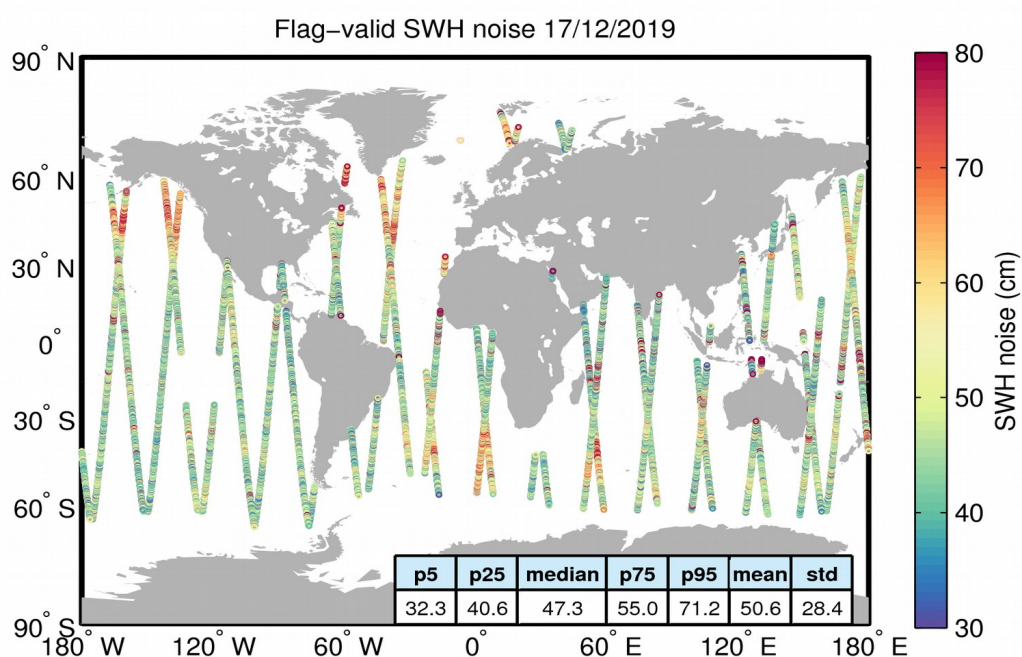 Flag−valid SWH noise 17/12/2019
90° N
60° N
30° N
0°
30° S
60° S
90° S
180° W
120° W
60° W
0°
60° E
120° E
180° E
p5 p25 median p75 p95 mean std
32.3 40.6 47.3 55.0 71.2 50.6 28.4
80
70
60
50
40
30
SWH noise (cm)